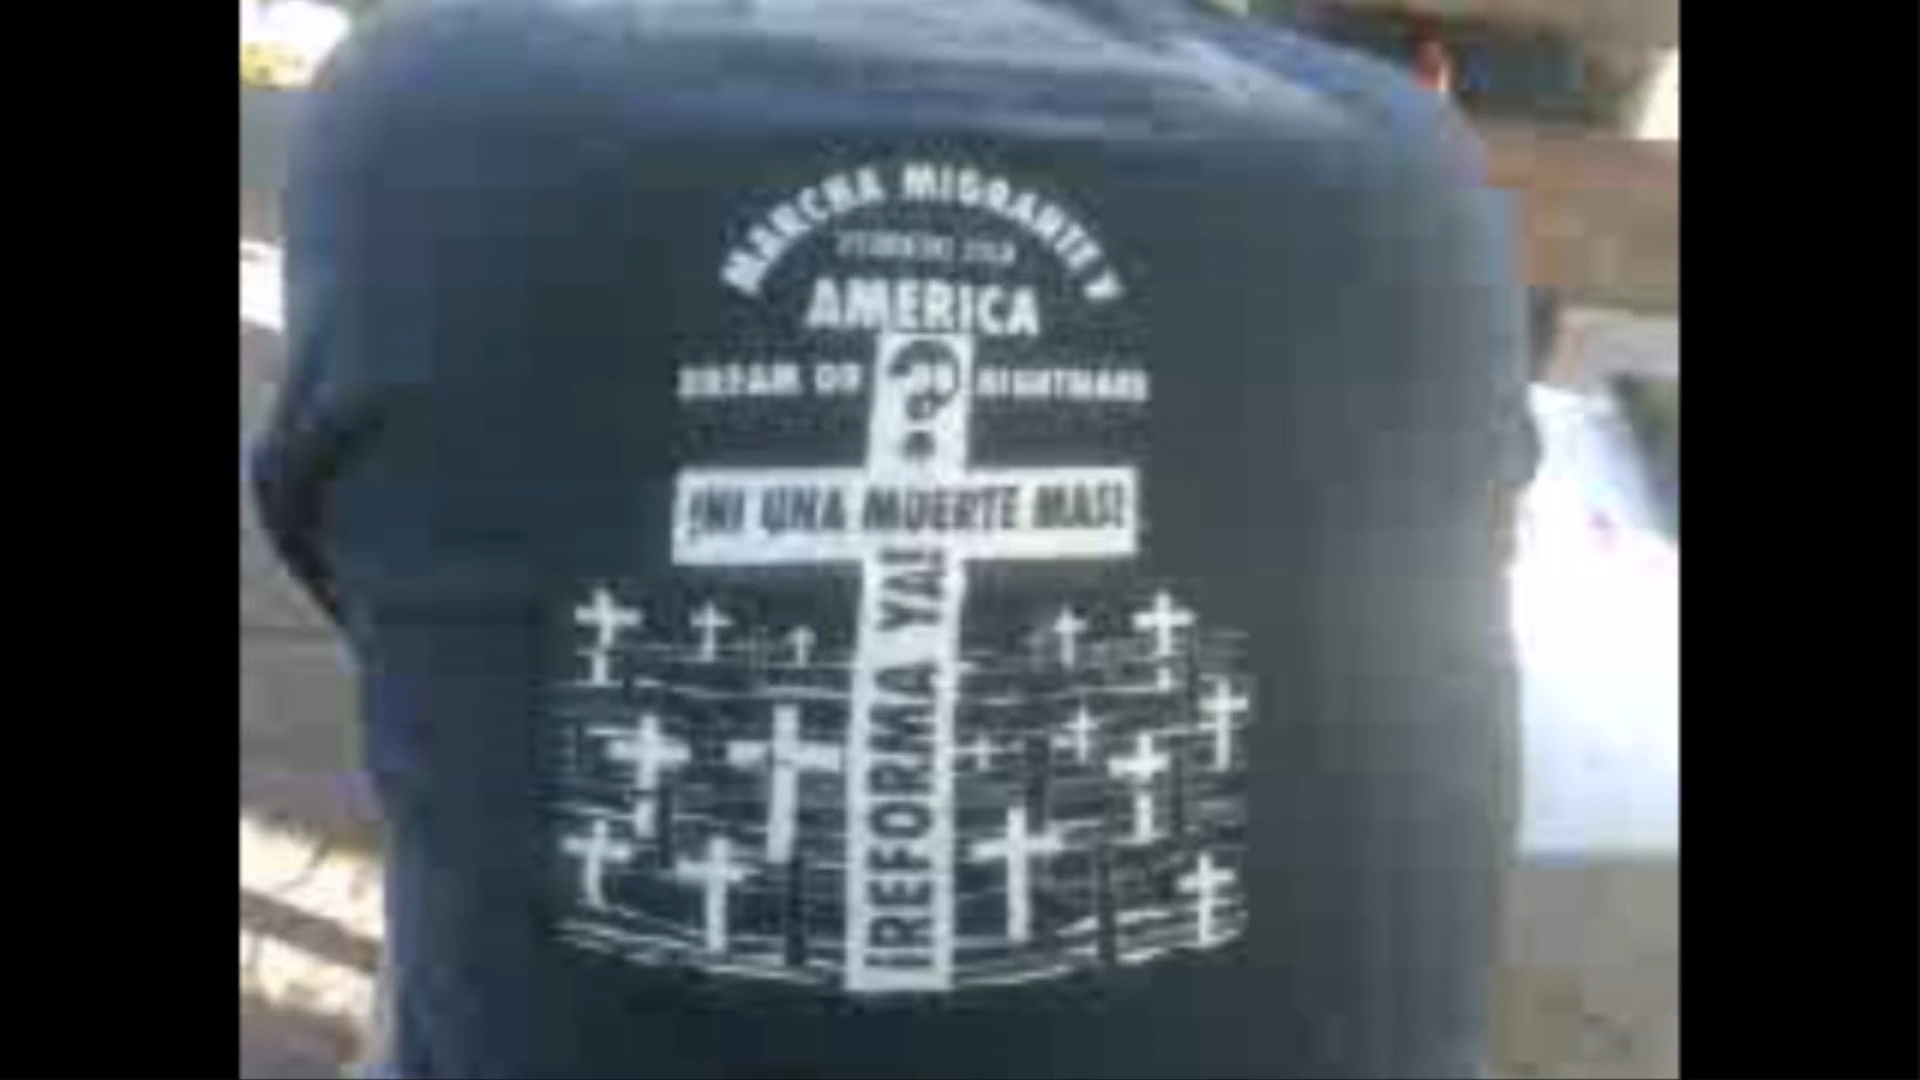 MARCHA MIGRANTE V
AMERICA
DREAM OR NIGHTMARE
¡NI UNA MUERTE MAS!
¡REFORMA YA!